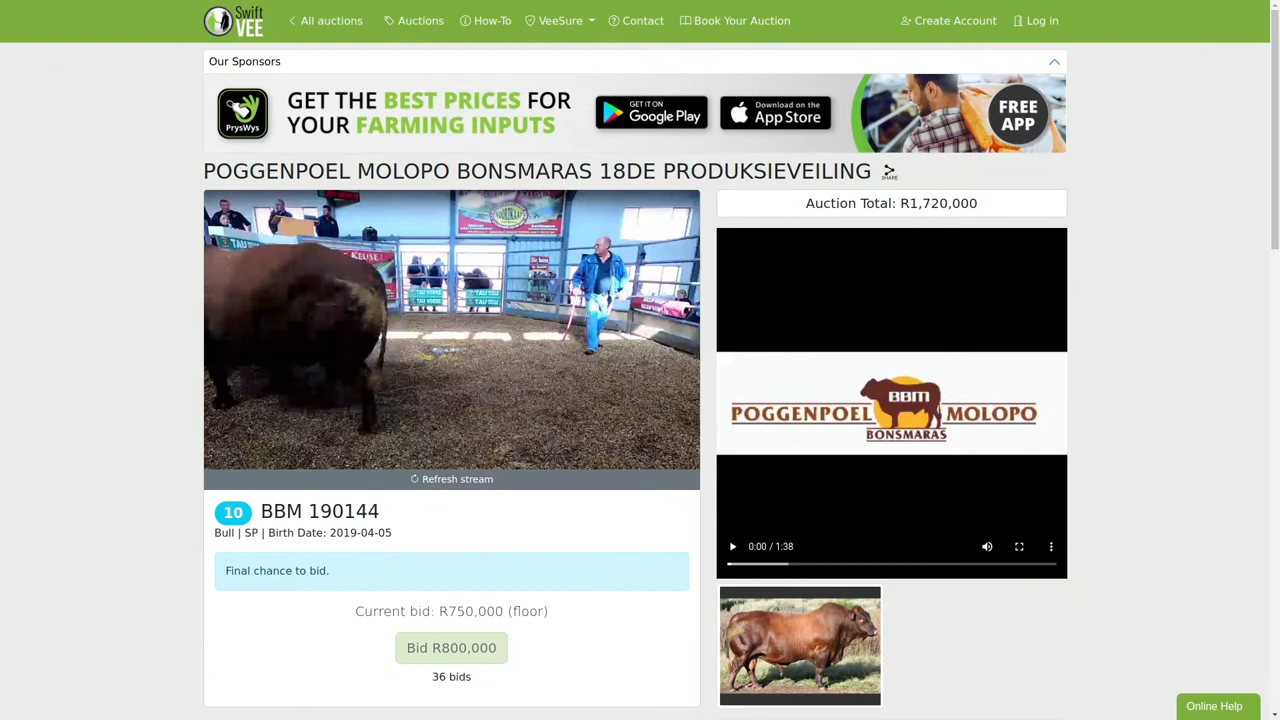 Swift
VEE
All auctions
Auctions
How-To
VeeSure
Contact
Book Your Auction
Create Account
Log in
Our Sponsors
PrysWys
GET THE BEST PRICES FOR
YOUR FARMING INPUTS
GET IT ON
Google Play
Download on the
App Store
FREE
APP
POGGENPOEL MOLOPO BONSMARAS 18DE PRODUKSIEVEILING
SHARE
Auction Total: R1,720,000
BBM
POGGENPOEL MOLOPO
BONSMARAS
0:00 / 1:38
Refresh stream
10 BBM 190144
Bull | SP | Birth Date: 2019-04-05
Final chance to bid.
Current bid: R750,000 (floor)
Bid R800,000
36 bids
Online Help